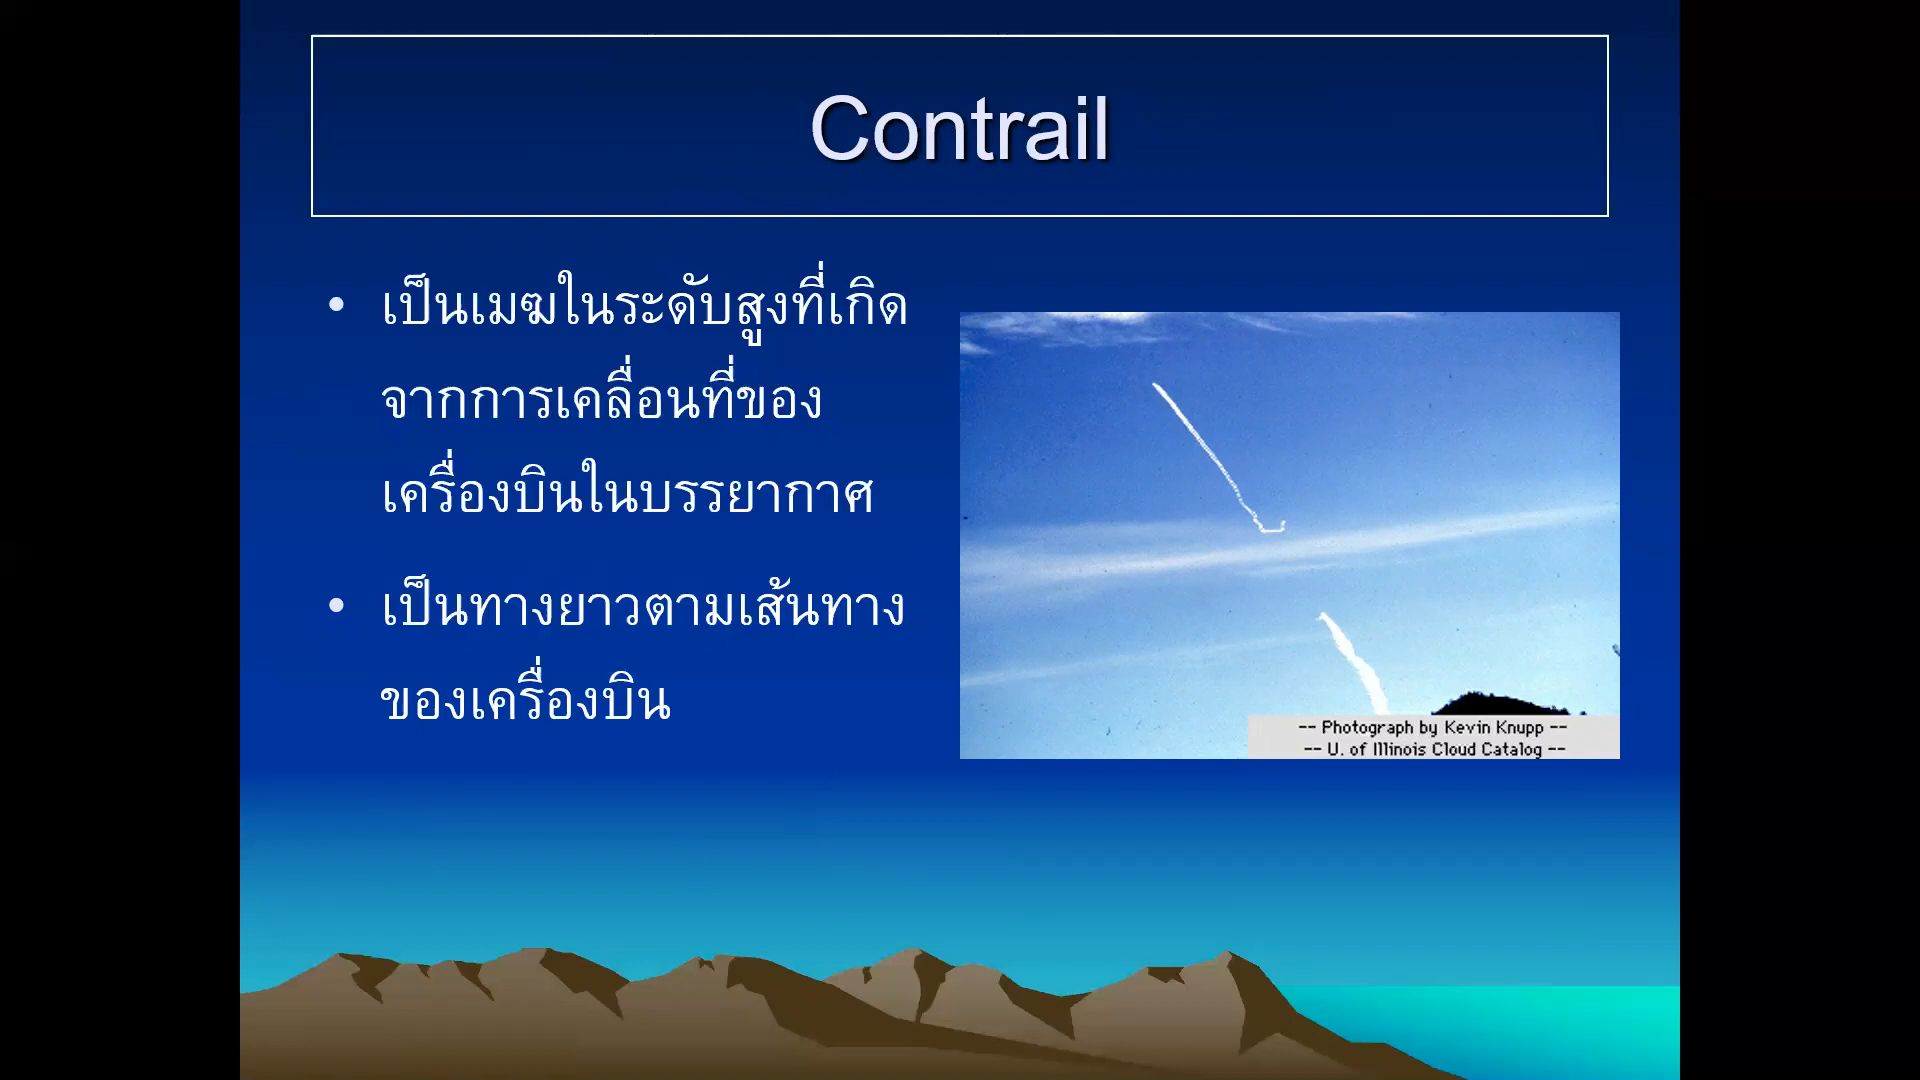 Contrail
• เป็นเมฆในระดับสูงที่เกิด
จากการเคลื่อนที่ของ
เครื่องบินในบรรยากาศ
• เป็นทางยาวตามเส้นทาง
ของเครื่องบิน
-- Photograph by Kevin Knupp --
-- U. of Illinois Cloud Catalog --